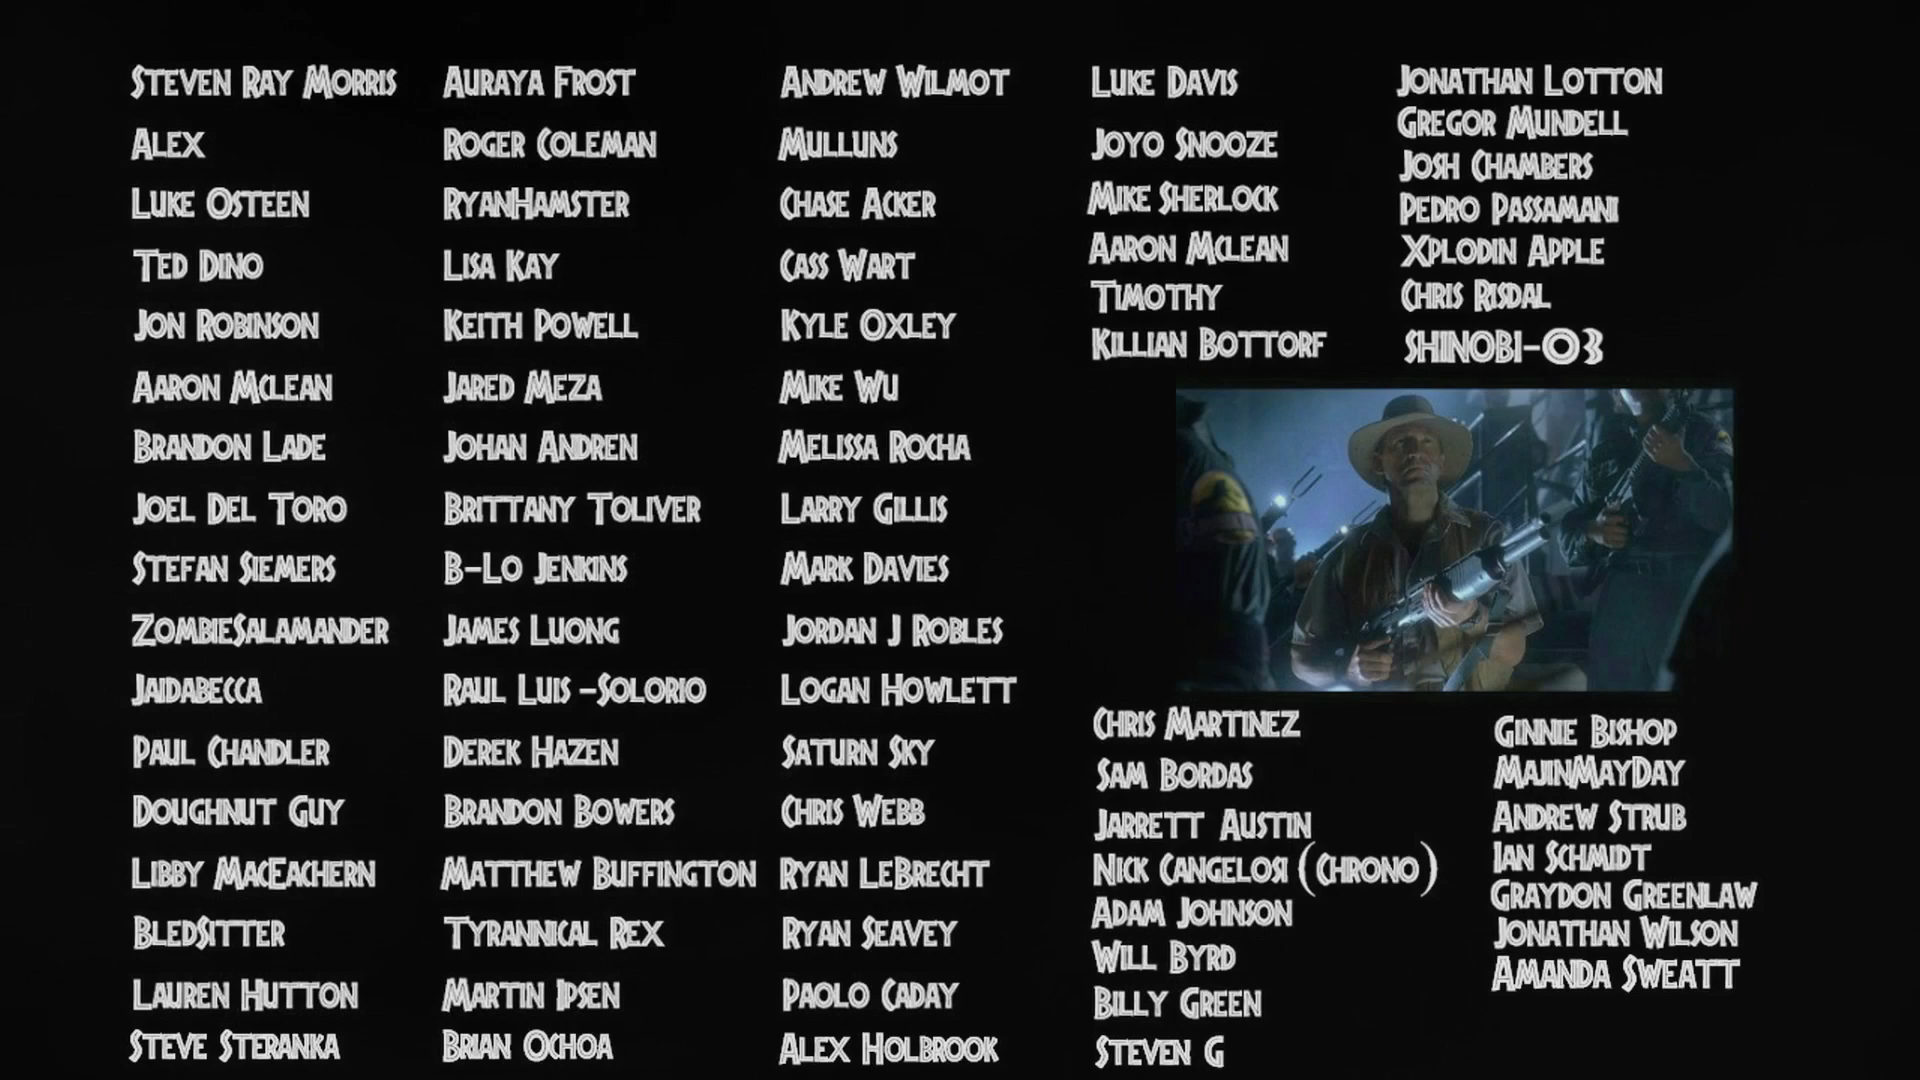 Steven Ray Morris
Alex
Luke Osteen
Ted Dino
Jon Robinson
Aaron McLean
Brandon Lade
Joel Del Toro
Stefan Siemers
ZombieSalamander
Jaidabecca
Paul Chandler
Doughnut Guy
Libby MacEachern
BledSitter
Lauren Hutton
Steve Steranka
Auraya Frost
Roger Coleman
RyanHamster
Lisa Kay
Keith Powell
Jared Meza
Johan Andren
Brittany Toliver
B-Lo Jenkins
James Luong
Raul Luis -Solorio
Derek Hazen
Brandon Bowers
Matthew Buffington
Tyrannical Rex
Martin Ipsen
Brian Ochoa
Andrew Wilmot
Mulluns
Chase Acker
Cass Wart
Kyle Oxley
Mike Wu
Melissa Rocha
Larry Gillis
Mark Davies
Jordan J Robles
Logan Howlett
Saturn Sky
Chris Webb
Ryan LeBrecht
Ryan Seavey
Paolo Caday
Alex Holbrook
Luke Davis
Joyo Snooze
Mike Sherlock
Aaron McLean
Timothy
Killian Bottorf
Jonathan Lotton
Gregor Mundell
Josh Chambers
Pedro Passamani
Xplodin Apple
Chris Risdal
SHINOBI-03
Chris Martinez
Sam Bordas
Jarrett Austin
Nick Cangelosi (Chrono)
Adam Johnson
Will Byrd
Billy Green
Steven G
Ginnie Bishop
MajinMayDay
Andrew Strub
Ian Schmidt
Graydon Greenlaw
Jonathan Wilson
Amanda Sweatt